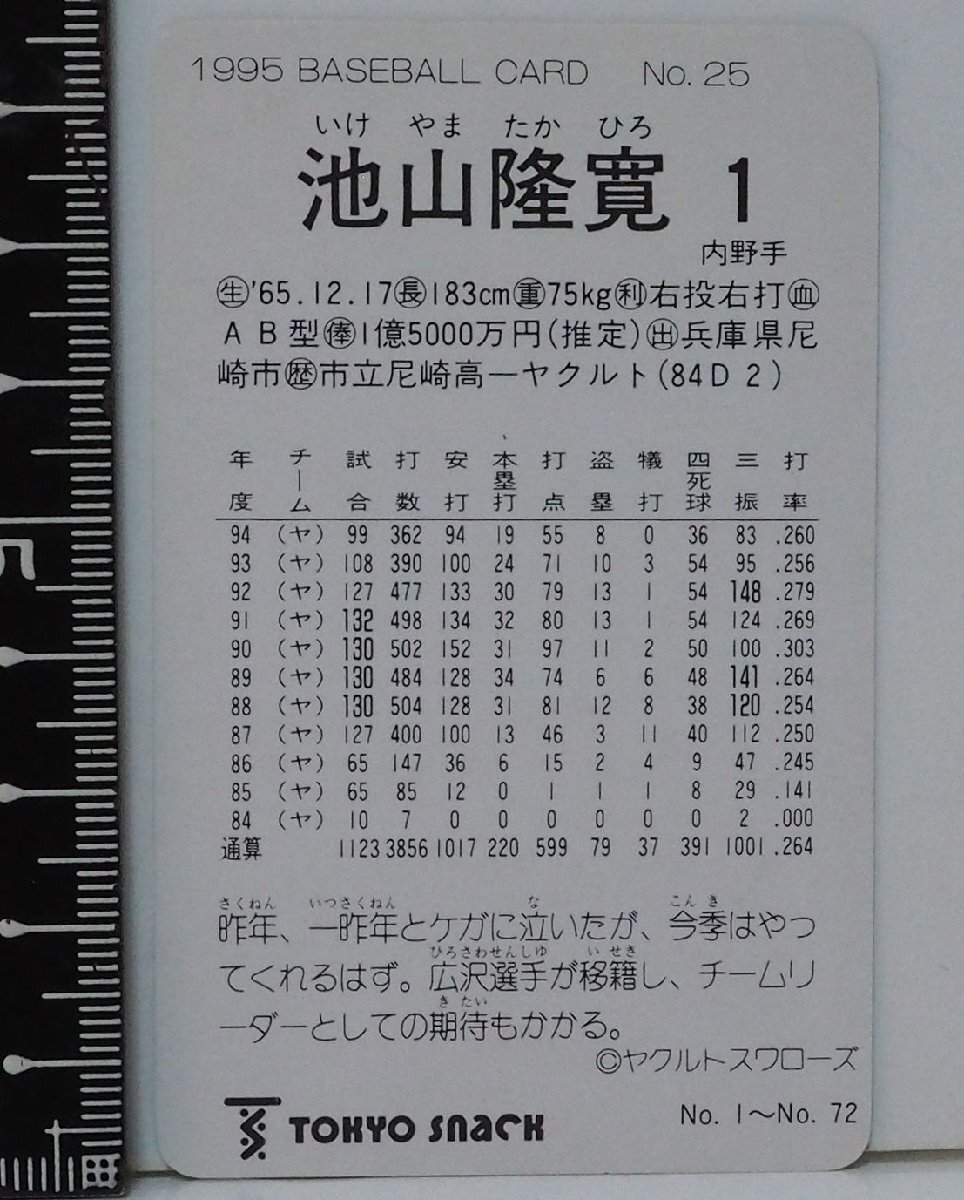 1995 BASEBALL CARD No. 25
いけ やま たか ひろ
池山隆寛 1
内野手
㊤'65.12.17㊐183cm㊥75kg㊨右投右打㊞
ＡＢ型㊝1億5000万円(推定)㊟兵庫県尼
崎市㊭市立尼崎高ーヤクルト(84Ｄ２)
年度 チーム 試合 打数 安打 本塁打 打点 盗塁 犠打 四死球 三振 打率
94 (ヤ) 99 362 94 19 55 8 0 36 83 .260
93 (ヤ) 108 390 100 24 71 10 3 54 95 .256
92 (ヤ) 127 477 133 30 79 13 1 54 148 .279
91 (ヤ) 132 498 134 32 80 13 1 54 124 .269
90 (ヤ) 130 502 152 31 97 11 2 50 100 .303
89 (ヤ) 130 484 128 34 74 6 6 48 141 .264
88 (ヤ) 130 504 128 31 81 12 8 38 120 .254
87 (ヤ) 127 400 100 13 46 3 11 40 112 .250
86 (ヤ) 65 147 36 6 15 2 4 9 47 .245
85 (ヤ) 65 85 12 0 1 1 1 8 29 .141
84 (ヤ) 10 7 0 0 0 0 0 0 2 .000
通算 1123 3856 1017 220 599 79 37 391 1001 .264
さくねん いつさくねん な こん き
昨年、一昨年とケガに泣いたが、今季はやっ
ひろさわせんしゆ い せき
てくれるはず。広沢選手が移籍し、チームリ
き たい
ーダーとしての期待もかかる。
©ヤクルトスワローズ
TOKYO SNACK No. 1～No. 72